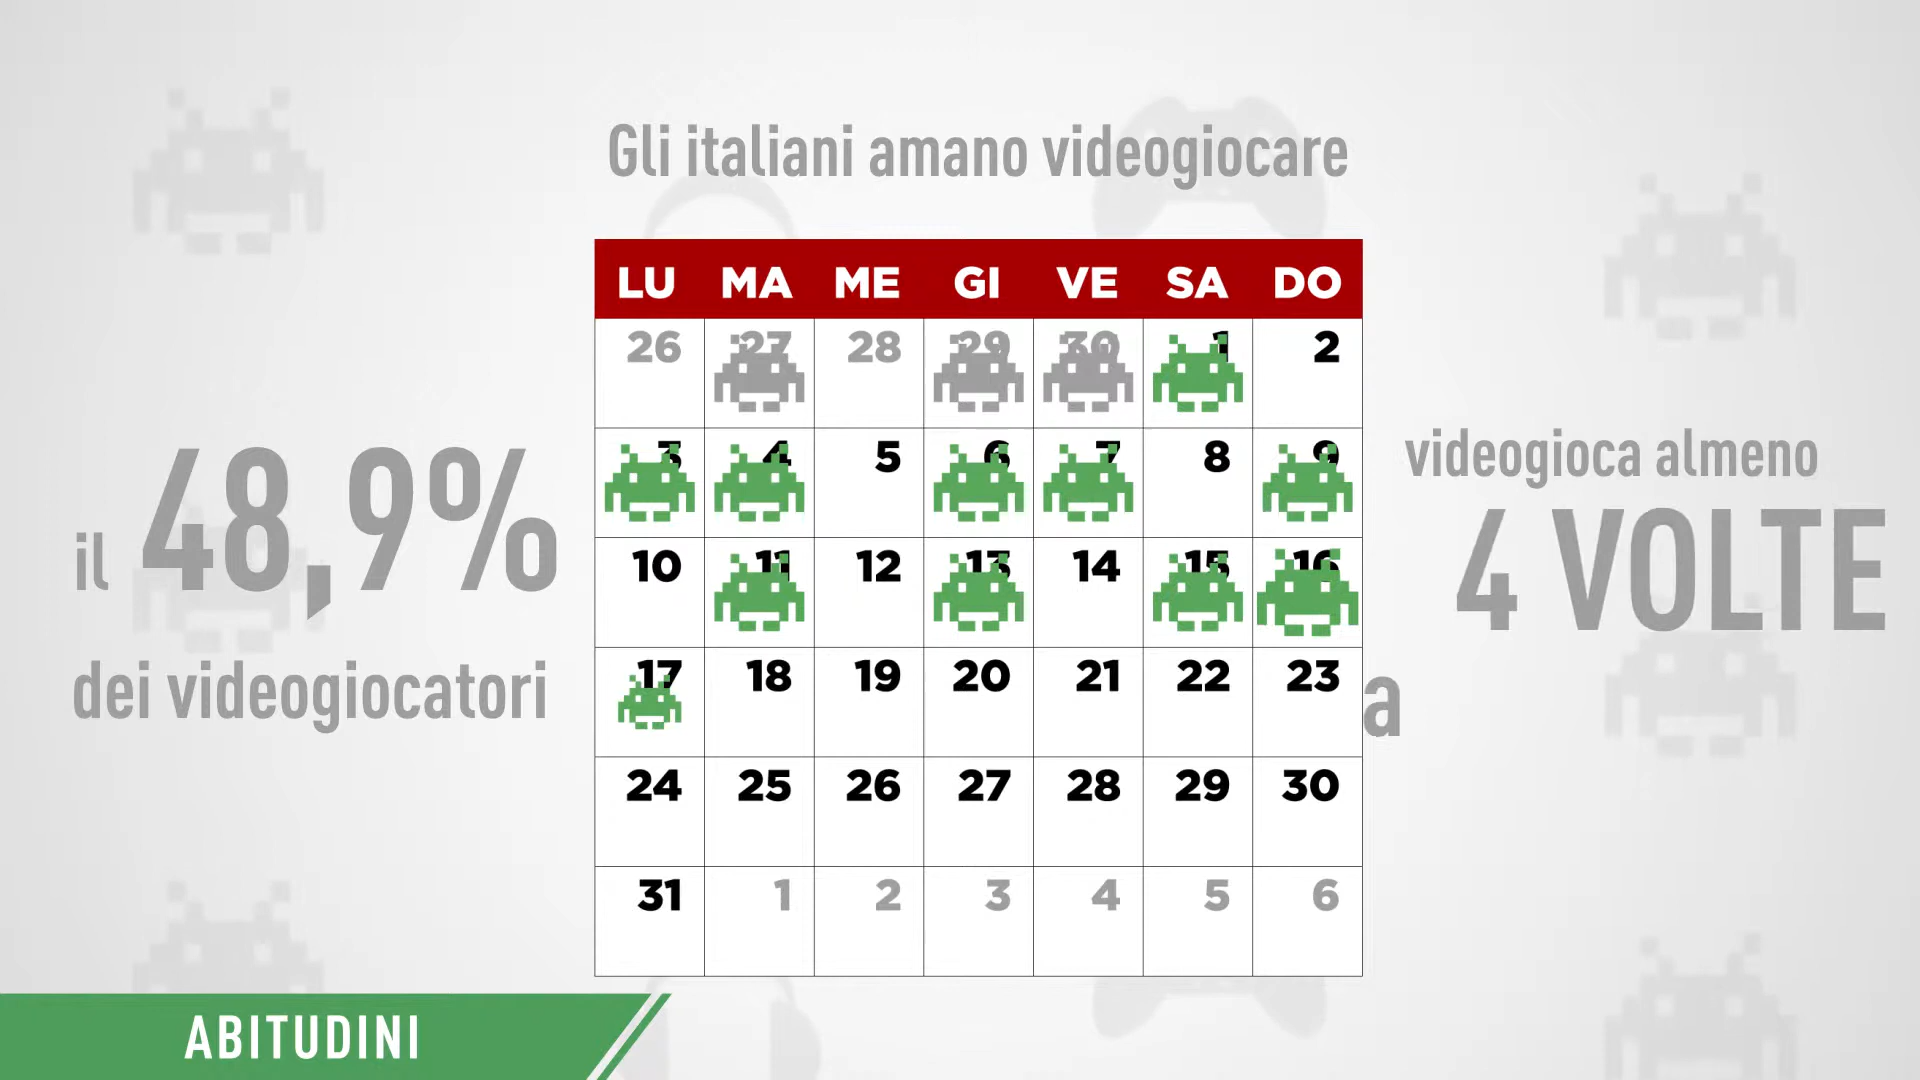 Gli italiani amano videogiocare
il 48,9%
dei videogiocatori
LU MA ME GI VE SA DO
26 27 28 29 30 1 2
3 4 5 6 7 8 9
10 11 12 13 14 15 16
17 18 19 20 21 22 23
24 25 26 27 28 29 30
31 1 2 3 4 5 6
videogioca almeno
4 VOLTE
a
ABITUDINI